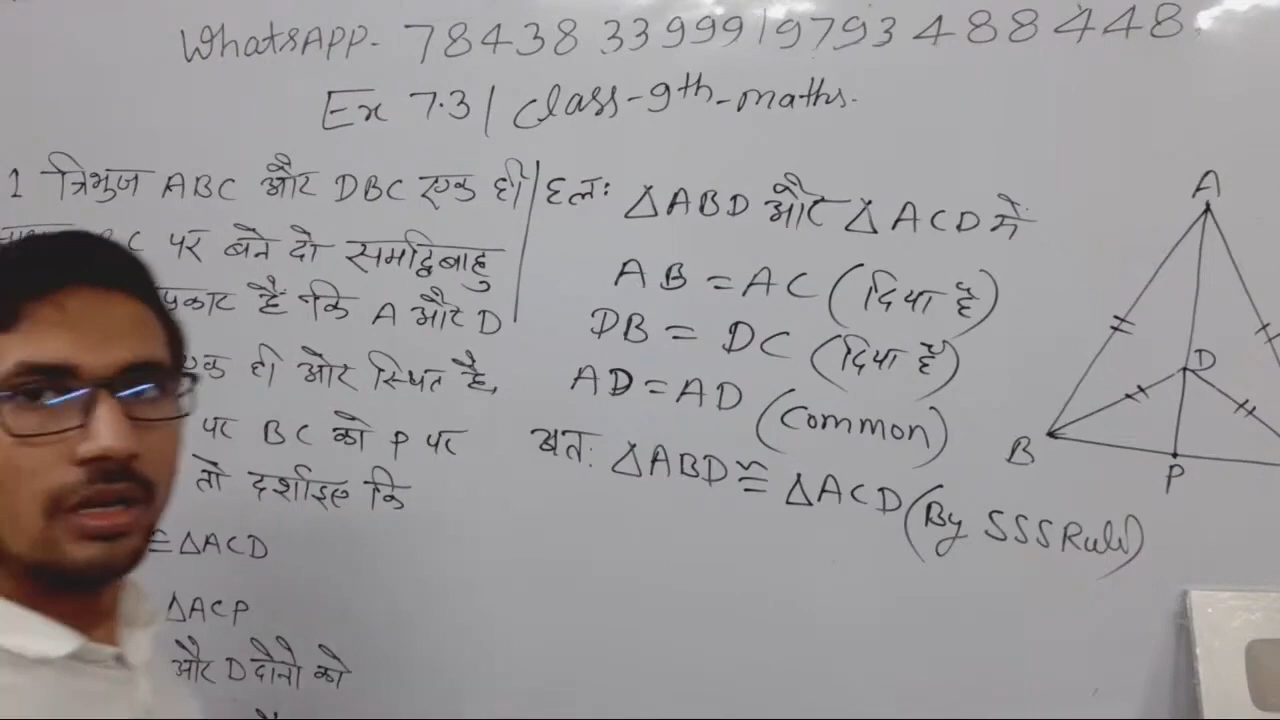 WhatsAPP- 7843833999 | 9793488448
Ex 7.3 | Class-9th-maths.
1 त्रिभुज ABC और DBC एक ही
पर बने दो समद्विबाहु
प्रकार हैं कि A और D
एक ही ओर स्थित है,
पर BC को P पर
तो दर्शाइए कि
≅ ΔACD
ΔACP
और D दोनो को
हल: ΔABD और ΔACD में
AB = AC (दिया है)
DB = DC (दिया है)
AD = AD (Common)
अत: ΔABD ≅ ΔACD (By SSS Rule)
A
D
B
P